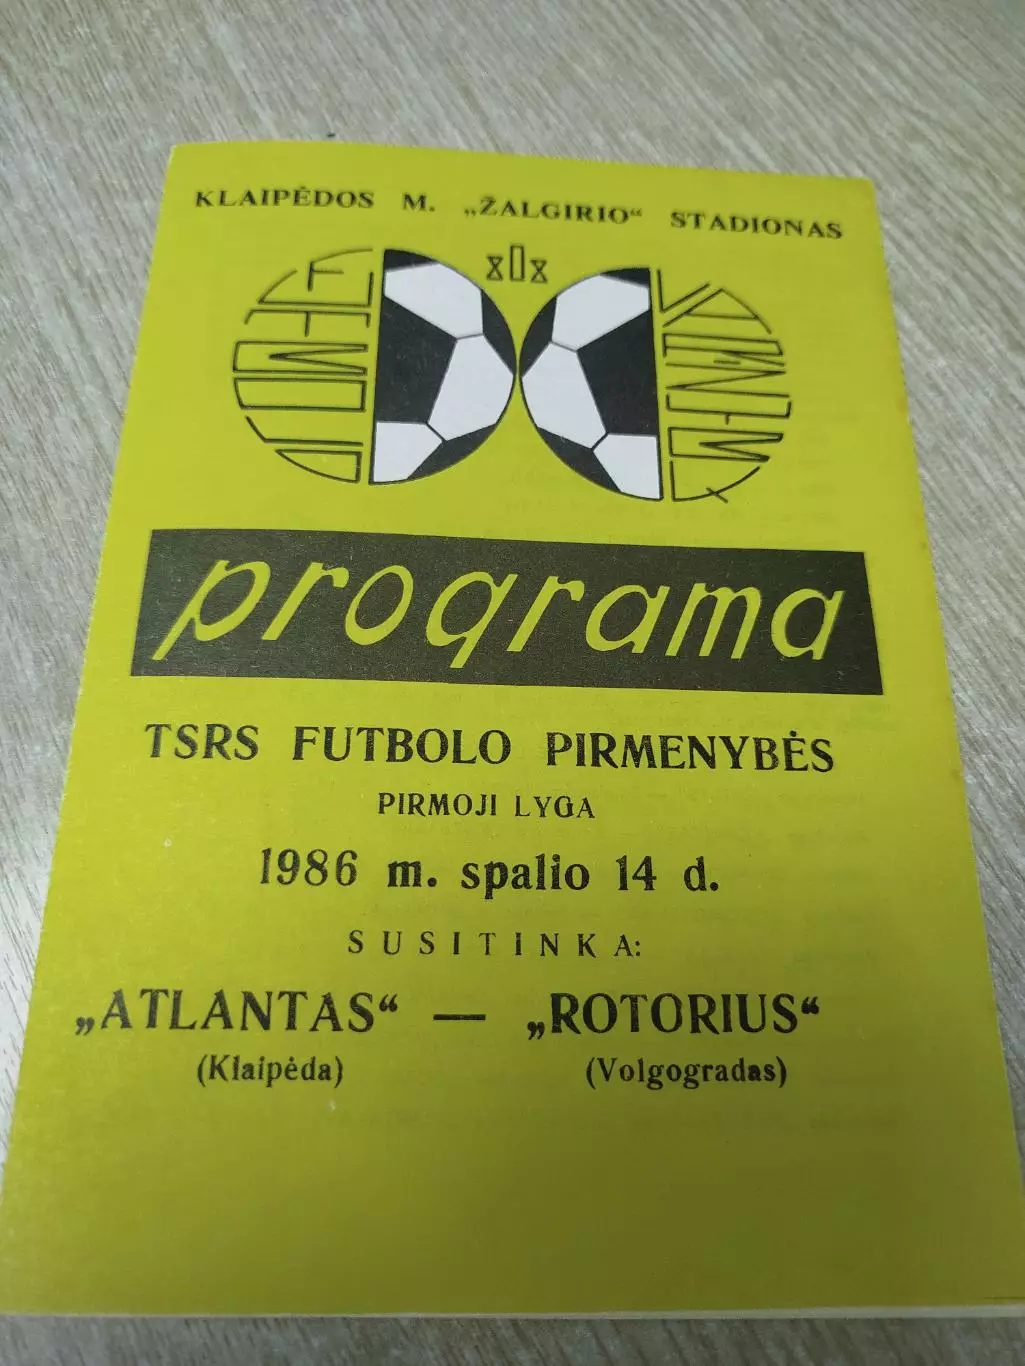 KLAIPĖDOS M. „ŽALGIRIO“ STADIONAS
programa
TSRS FUTBOLO PIRMENYBĖS
PIRMOJI LYGA
1986 m. spalio 14 d.
SUSITINKA:
„ATLANTAS“ — „ROTORIUS“
(Klaipėda) (Volgogradas)